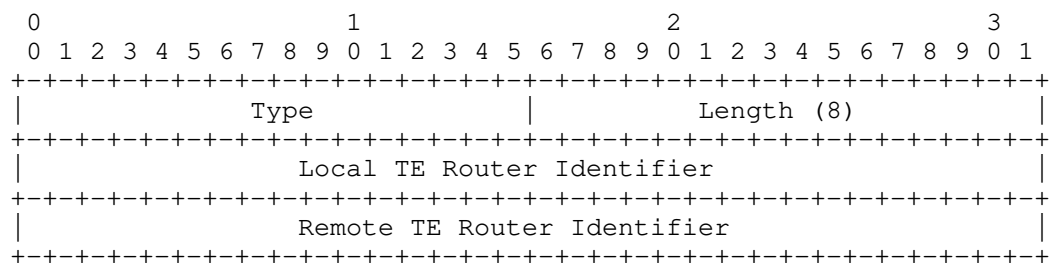 0                   1                   2                   3
 0 1 2 3 4 5 6 7 8 9 0 1 2 3 4 5 6 7 8 9 0 1 2 3 4 5 6 7 8 9 0 1
+-+-+-+-+-+-+-+-+-+-+-+-+-+-+-+-+-+-+-+-+-+-+-+-+-+-+-+-+-+-+-+-+
|              Type             |          Length (8)           |
+-+-+-+-+-+-+-+-+-+-+-+-+-+-+-+-+-+-+-+-+-+-+-+-+-+-+-+-+-+-+-+-+
|                 Local TE Router Identifier                    |
+-+-+-+-+-+-+-+-+-+-+-+-+-+-+-+-+-+-+-+-+-+-+-+-+-+-+-+-+-+-+-+-+
|                 Remote TE Router Identifier                   |
+-+-+-+-+-+-+-+-+-+-+-+-+-+-+-+-+-+-+-+-+-+-+-+-+-+-+-+-+-+-+-+-+